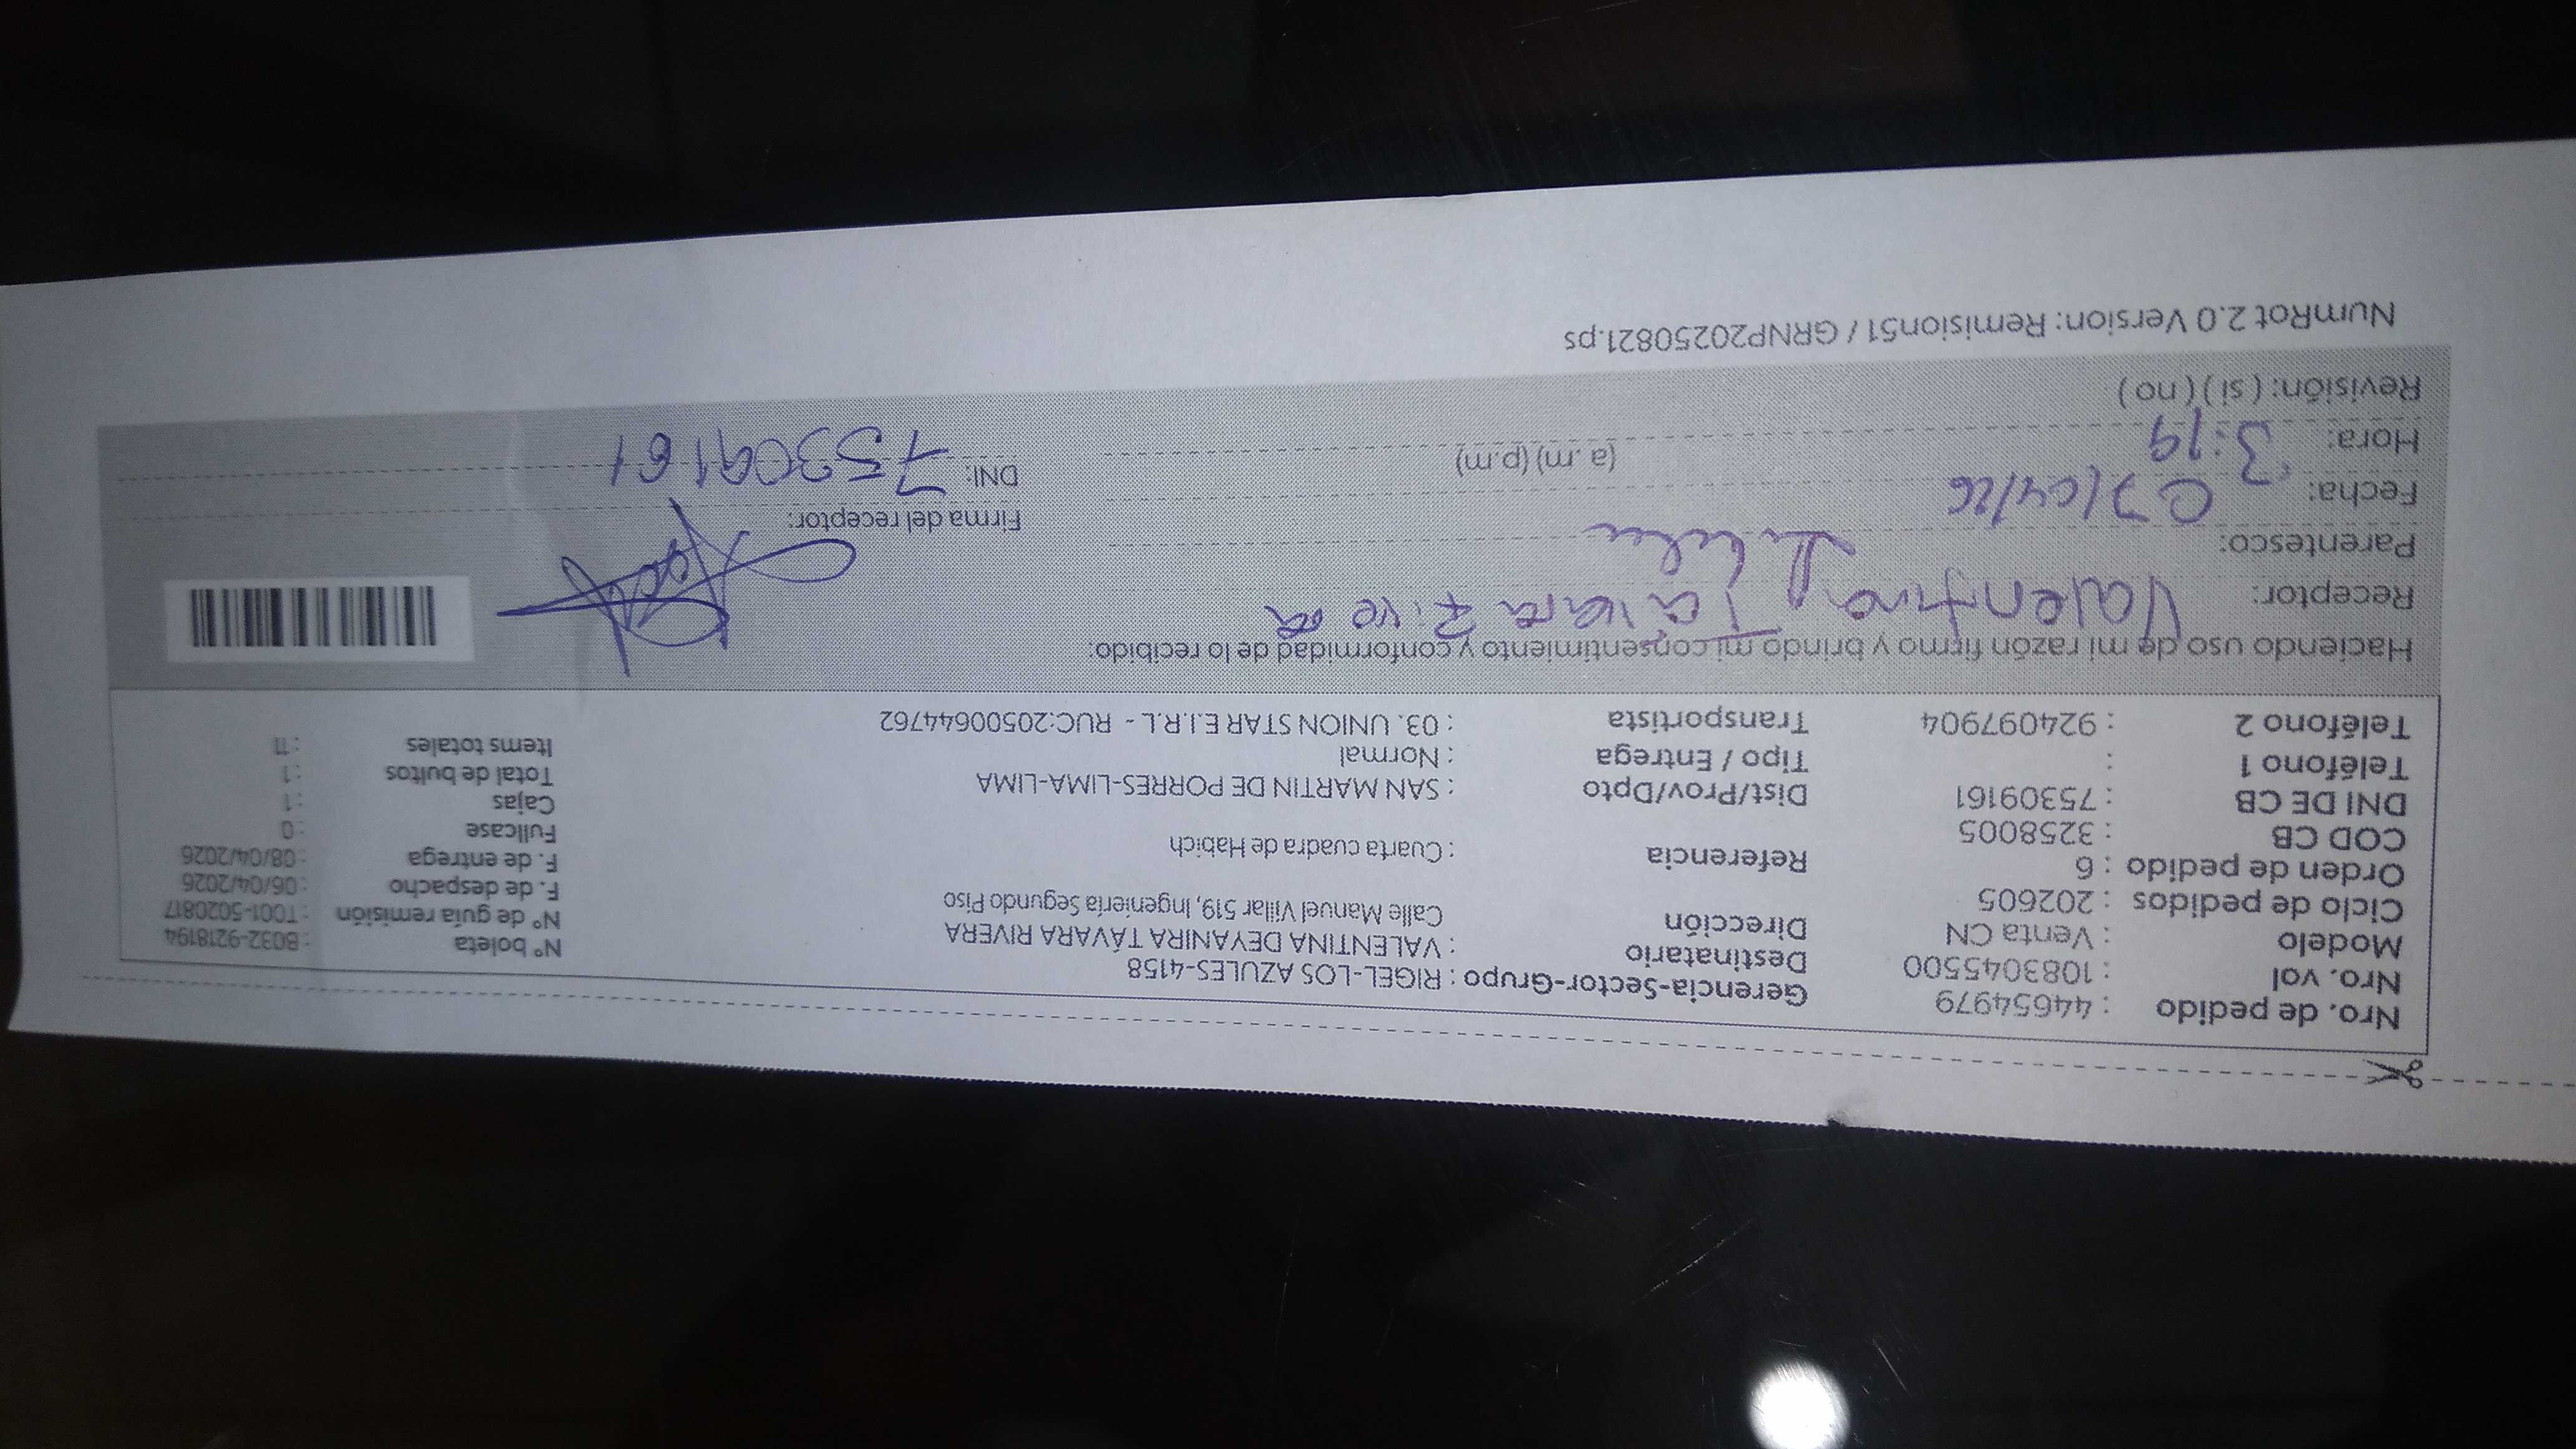 Nro. de pedido : 44654979
Nro. vol : 1083045500
Modelo : Venta CN
Ciclo de pedidos : 202605
Orden de pedido : 6
COD CB : 3258005
DNI DE CB : 75309161
Teléfono 1 :
Teléfono 2 : 924097904
Gerencia-Sector-Grupo : RIGEL-LOS AZULES-4158
Destinatario : VALENTINA DEYANIRA TÁVARA RIVERA
Dirección Calle Manuel Villar 519, Ingeniería Segundo Piso
Referencia : Cuarta cuadra de Habich
Dist/Prov/Dpto : SAN MARTIN DE PORRES-LIMA-LIMA
Tipo / Entrega : Normal
Transportista : 03. UNION STAR E.I.R.L - RUC:20500644762
N° boleta : B032-9218194
N° de guía remisión : T001-5020817
F. de despacho : 06/04/2026
F. de entrega : 08/04/2026
Fullcase : 0
Cajas : 1
Total de bultos : 1
Items totales : 11
Haciendo uso de mi razón firmo y brindo mi consentimiento y conformidad de lo recibido:
Receptor: Valentina Tavara Rivera
Parentesco:
Fecha: 07/04/26
Hora: 3:19 (a.m) (p.m)
Revisión: ( si ) ( no )
Firma del receptor:
DNI: 75309161
NumRot 2.0 Version: Remision51 / GRNP20250821.ps